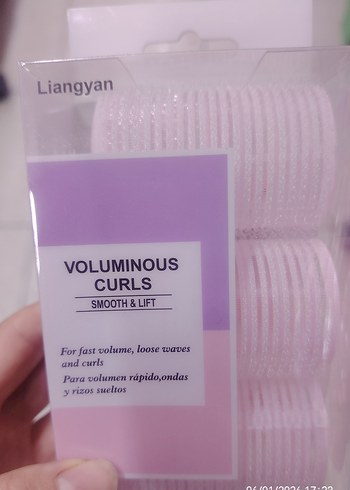 Liangyan
VOLUMINOUS
CURLS
SMOOTH & LIFT
For fast volume, loose waves
and curls
Para volumen rápido,ondas
y rizos sueltos